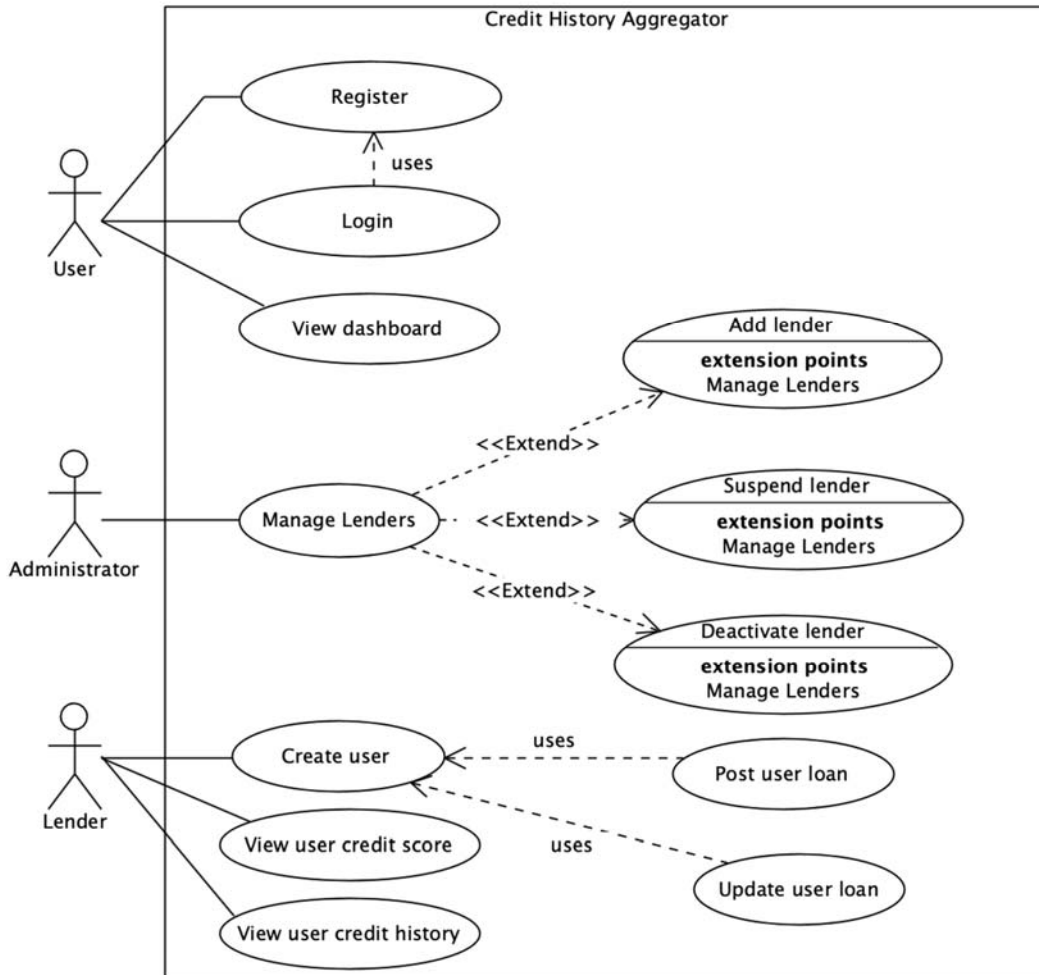 Credit History Aggregator
Register
uses
Login
User
View dashboard
Add lender
extension points
Manage Lenders
<<Extend>>
Suspend lender
Manage Lenders
<<Extend>>
extension points
Manage Lenders
Administrator
<<Extend>>
Deactivate lender
extension points
Manage Lenders
uses
Create user
Post user loan
Lender
View user credit score
uses
Update user loan
View user credit history